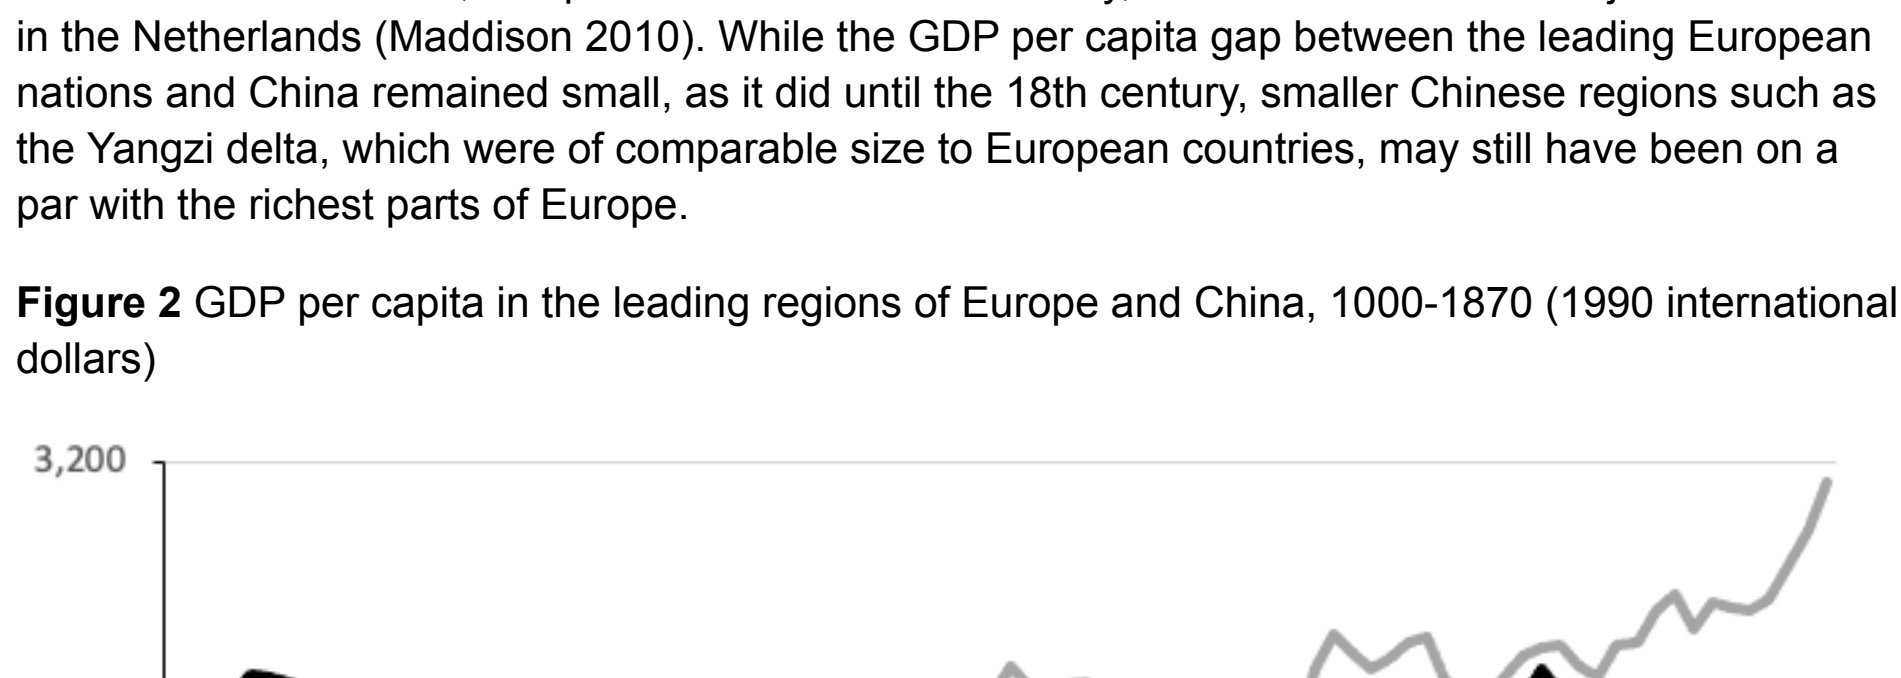 in the Netherlands (Maddison 2010). While the GDP per capita gap between the leading European
nations and China remained small, as it did until the 18th century, smaller Chinese regions such as
the Yangzi delta, which were of comparable size to European countries, may still have been on a
par with the richest parts of Europe.
Figure 2 GDP per capita in the leading regions of Europe and China, 1000-1870 (1990 international
dollars)
3,200